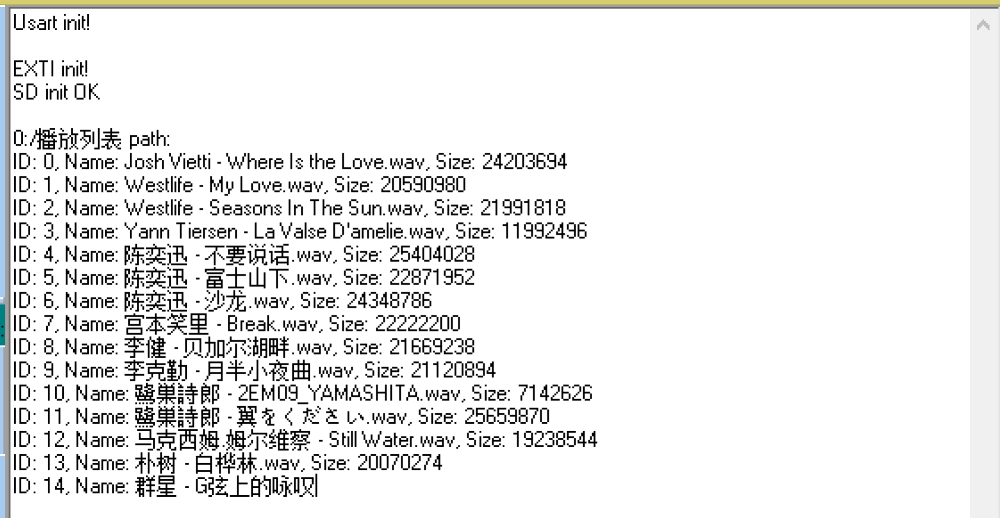 Usart init!
EXTI init!
SD init OK
0:/播放列表 path:
ID: 0, Name: Josh Vietti - Where Is the Love.wav, Size: 24203694
ID: 1, Name: Westlife - My Love.wav, Size: 20590980
ID: 2, Name: Westlife - Seasons In The Sun.wav, Size: 21991818
ID: 3, Name: Yann Tiersen - La Valse D'amelie.wav, Size: 11992496
ID: 4, Name: 陈奕迅 - 不要说话.wav, Size: 25404028
ID: 5, Name: 陈奕迅 - 富士山下.wav, Size: 22871952
ID: 6, Name: 陈奕迅 - 沙龙.wav, Size: 24348786
ID: 7, Name: 宫本笑里 - Break.wav, Size: 22222200
ID: 8, Name: 李健 - 贝加尔湖畔.wav, Size: 21669238
ID: 9, Name: 李克勤 - 月半小夜曲.wav, Size: 21120894
ID: 10, Name: 鷺巣詩郎 - 2EM09_YAMASHITA.wav, Size: 7142626
ID: 11, Name: 鷺巣詩郎 - 翼をください.wav, Size: 25659870
ID: 12, Name: 马克西姆.姆尔维察 - Still Water.wav, Size: 19238544
ID: 13, Name: 朴树 - 白桦林.wav, Size: 20070274
ID: 14, Name: 群星 - G弦上的咏叹